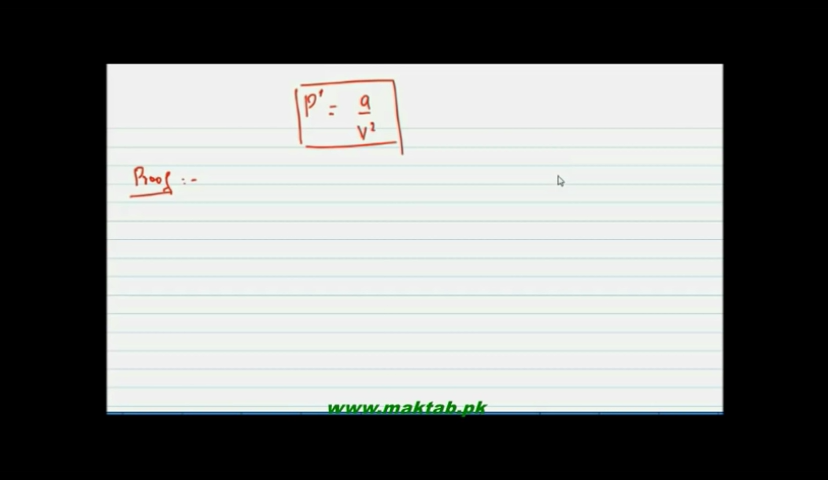 P' = a/V²
Proof :-
www.maktab.pk